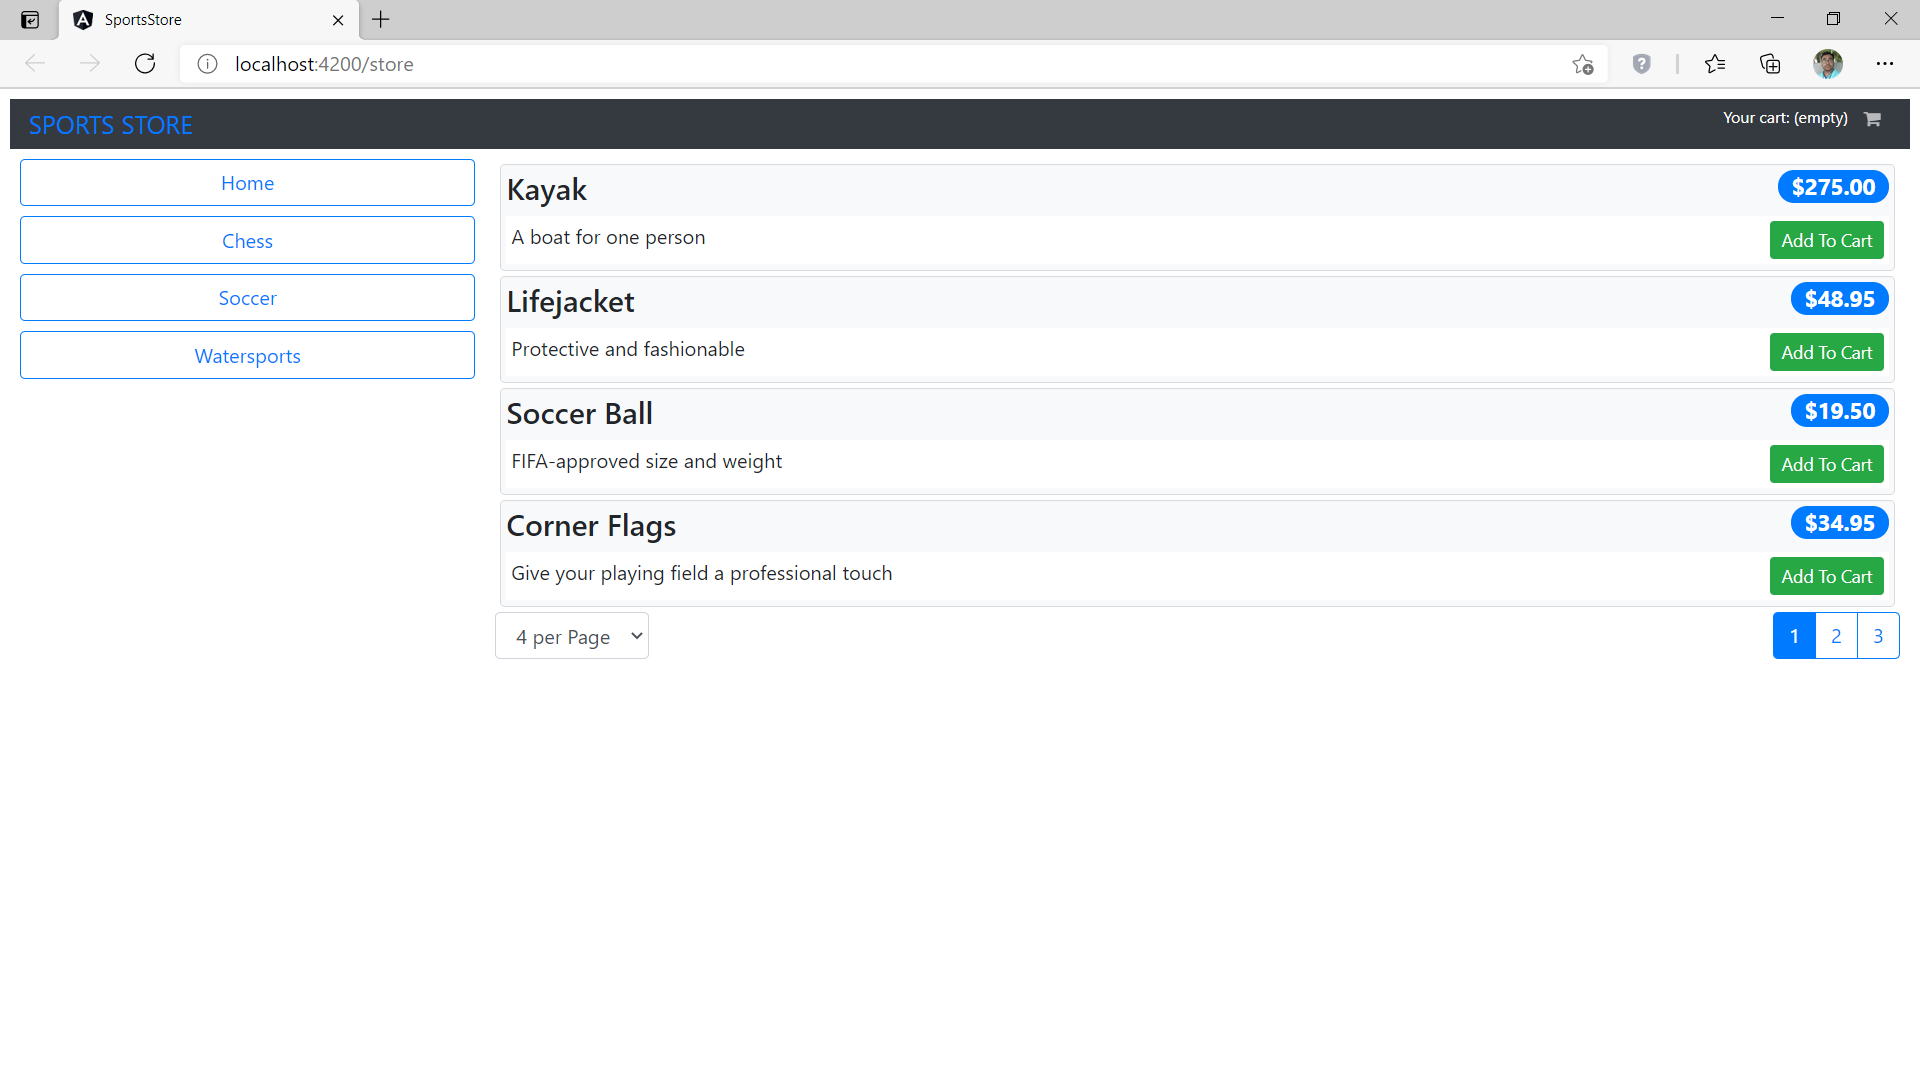 SportsStore
localhost:4200/store
SPORTS STORE
Your cart: (empty)
Home
Chess
Soccer
Watersports
Kayak
$275.00
A boat for one person
Add To Cart
Lifejacket
$48.95
Protective and fashionable
Add To Cart
Soccer Ball
$19.50
FIFA-approved size and weight
Add To Cart
Corner Flags
$34.95
Give your playing field a professional touch
Add To Cart
4 per Page
1 2 3